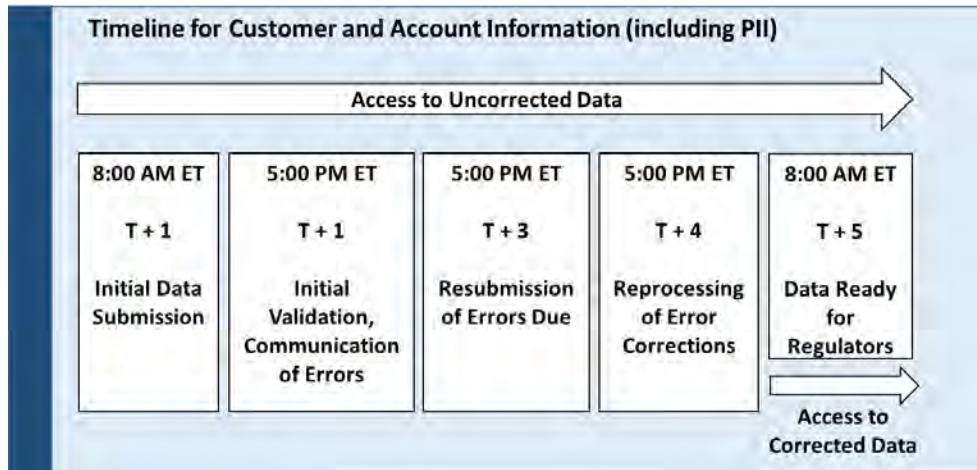 Timeline for Customer and Account Information (including PII)
Access to Uncorrected Data
8:00 AM ET
T + 1
Initial Data
Submission
5:00 PM ET
T + 1
Initial
Validation,
Communication
of Errors
5:00 PM ET
T + 3
Resubmission
of Errors Due
5:00 PM ET
T + 4
Reprocessing
of Error
Corrections
8:00 AM ET
T + 5
Data Ready
for
Regulators
Access to
Corrected Data